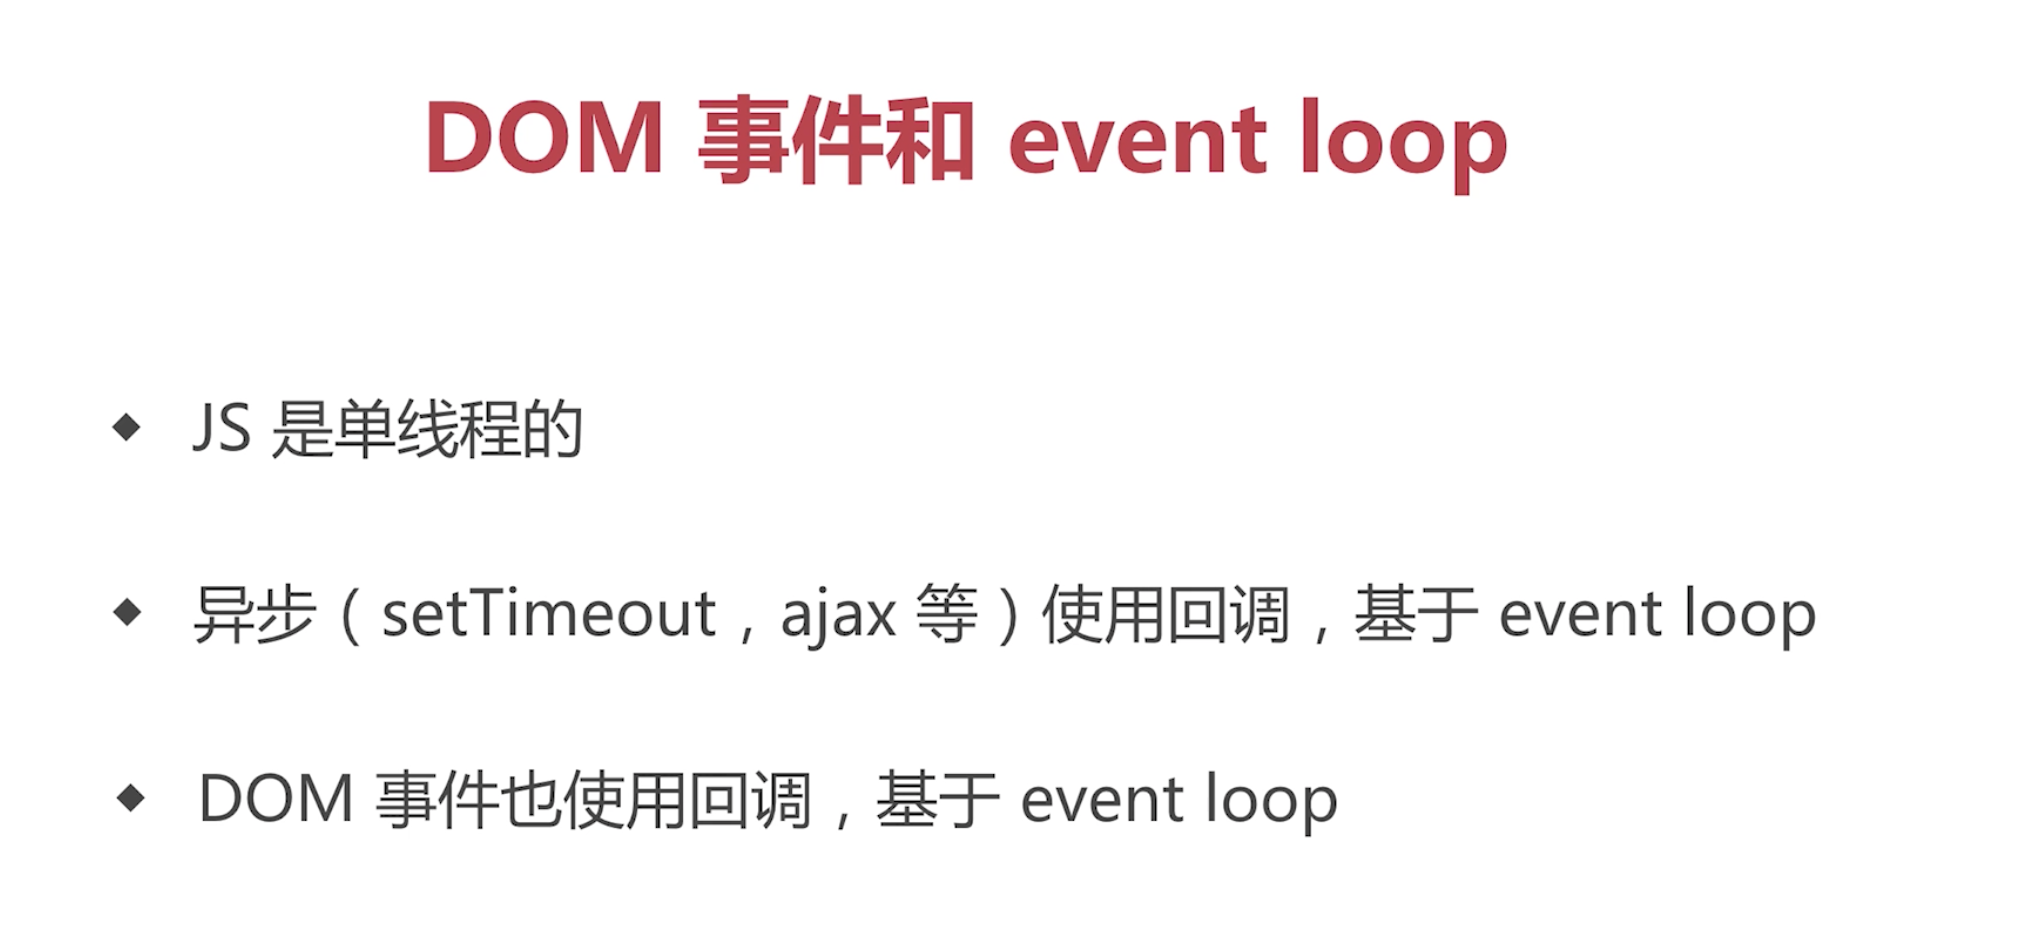 DOM 事件和 event loop
◆ JS 是单线程的
◆ 异步（setTimeout，ajax 等）使用回调，基于 event loop
◆ DOM 事件也使用回调，基于 event loop